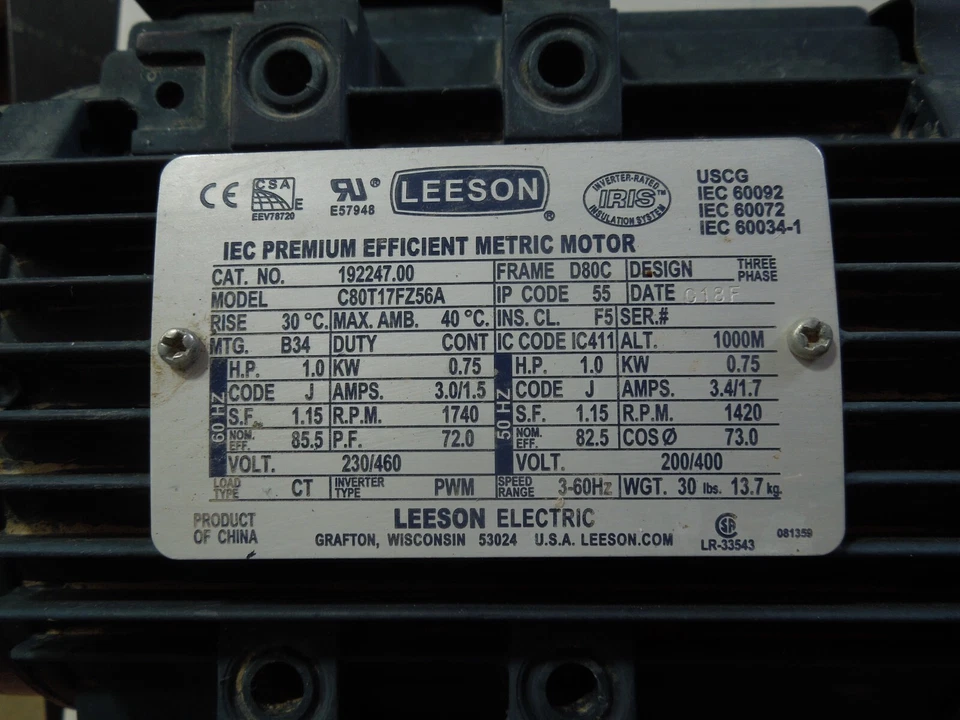 CE CSA E EEV78720 RU® E57948 LEESON® INVERTER-RATED™ IRIS INSULATION SYSTEM USCG
IEC 60092
IEC 60072
IEC 60034-1
IEC PREMIUM EFFICIENT METRIC MOTOR
CAT. NO. 192247.00 FRAME D80C DESIGN THREE PHASE
MODEL C80T17FZ56A IP CODE 55 DATE
RISE 30 °C. MAX. AMB. 40 °C. INS. CL. F5 SER.#
MTG. B34 DUTY CONT IC CODE IC411 ALT. 1000M
60 HZ H.P. 1.0 KW 0.75 50 HZ H.P. 1.0 KW 0.75
CODE J AMPS. 3.0/1.5 CODE J AMPS. 3.4/1.7
S.F. 1.15 R.P.M. 1740 S.F. 1.15 R.P.M. 1420
NOM. EFF. 85.5 P.F. 72.0 NOM. EFF. 82.5 COS Ø 73.0
VOLT. 230/460 VOLT. 200/400
LOAD TYPE CT INVERTER TYPE PWM SPEED RANGE 3-60Hz WGT. 30 lbs. 13.7 kg.
PRODUCT OF CHINA
LEESON ELECTRIC
GRAFTON, WISCONSIN 53024 U.S.A. LEESON.COM
SA LR-33543
081359